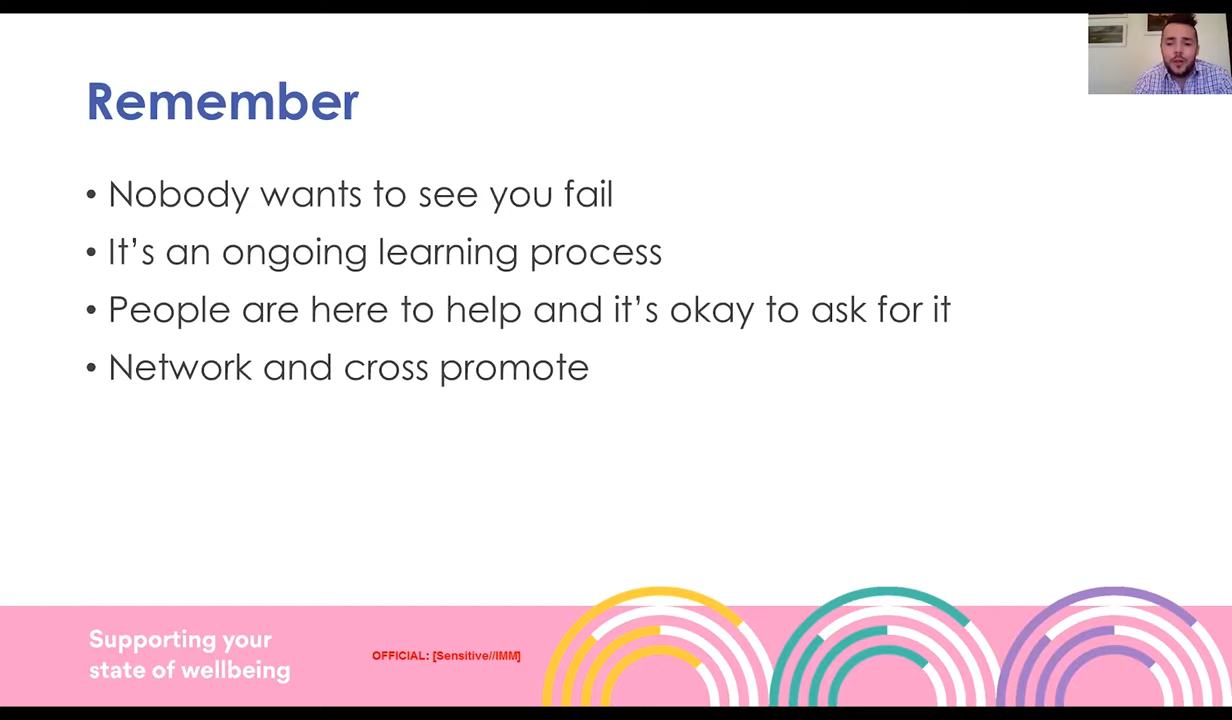 Remember
• Nobody wants to see you fail
• It's an ongoing learning process
• People are here to help and it's okay to ask for it
• Network and cross promote
Supporting your
state of wellbeing
OFFICIAL: [Sensitive//IMM]